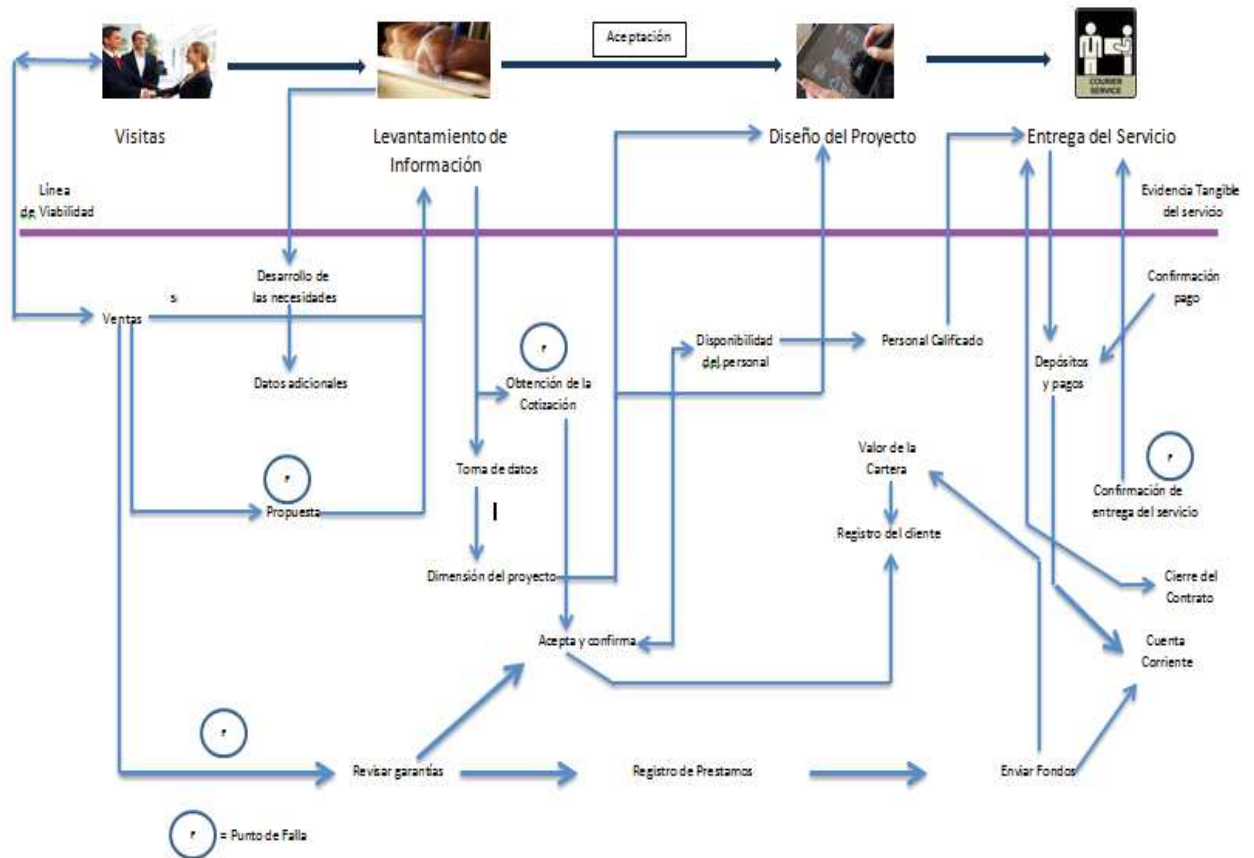 Aceptación
COURIER
SERVICE
Visitas
Levantamiento de
Información
Diseño del Proyecto
Entrega del Servicio
Línea
de Viabilidad
Evidencia Tangible
del servicio
Desarrollo de
las necesidades
Confirmación
pago
s
Ventas
F
Disponibilidad
del personal
Personal Calificado
Depósitos
y pagos
Datos adicionales
Obtención de la
Cotización
Valor de la
Cartera
F
Toma de datos
F
Propuesta
Confirmación de
entrega del servicio
Registro del cliente
Dimensión del proyecto
Cierre del
Contrato
Acepta y confirma
Cuenta
Corriente
F
Revisar garantías
Registro de Prestamos
Enviar Fondos
F
= Punto de Falla